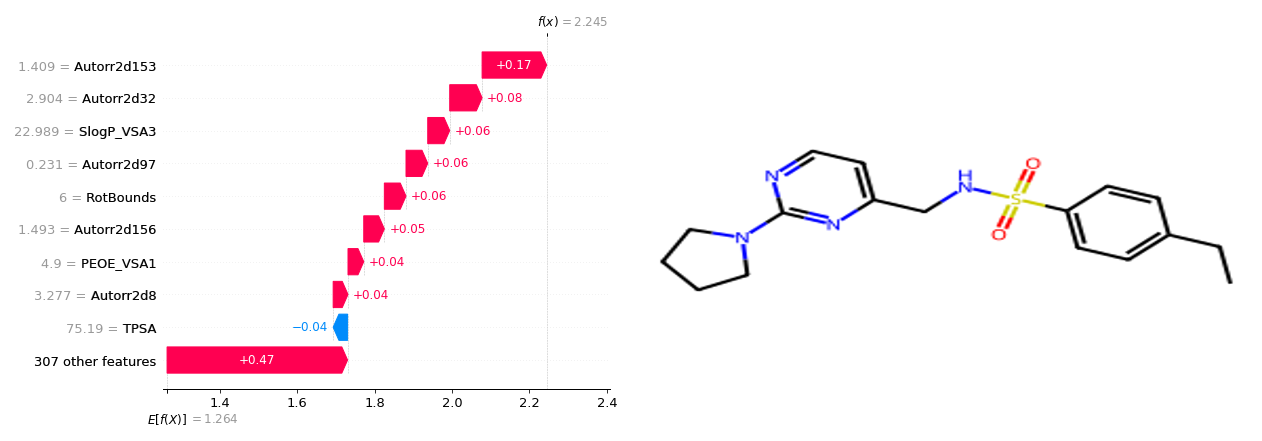 f(x) = 2.245
1.409 = Autorr2d153
+0.17
2.904 = Autorr2d32
+0.08
22.989 = SlogP_VSA3
+0.06
0.231 = Autorr2d97
+0.06
6 = RotBounds
+0.06
1.493 = Autorr2d156
+0.05
4.9 = PEOE_VSA1
+0.04
3.277 = Autorr2d8
+0.04
75.19 = TPSA
−0.04
307 other features
+0.47
1.4 1.6 1.8 2.0 2.2 2.4
E[f(X)] = 1.264
O
H
N
N
S
N
O
N